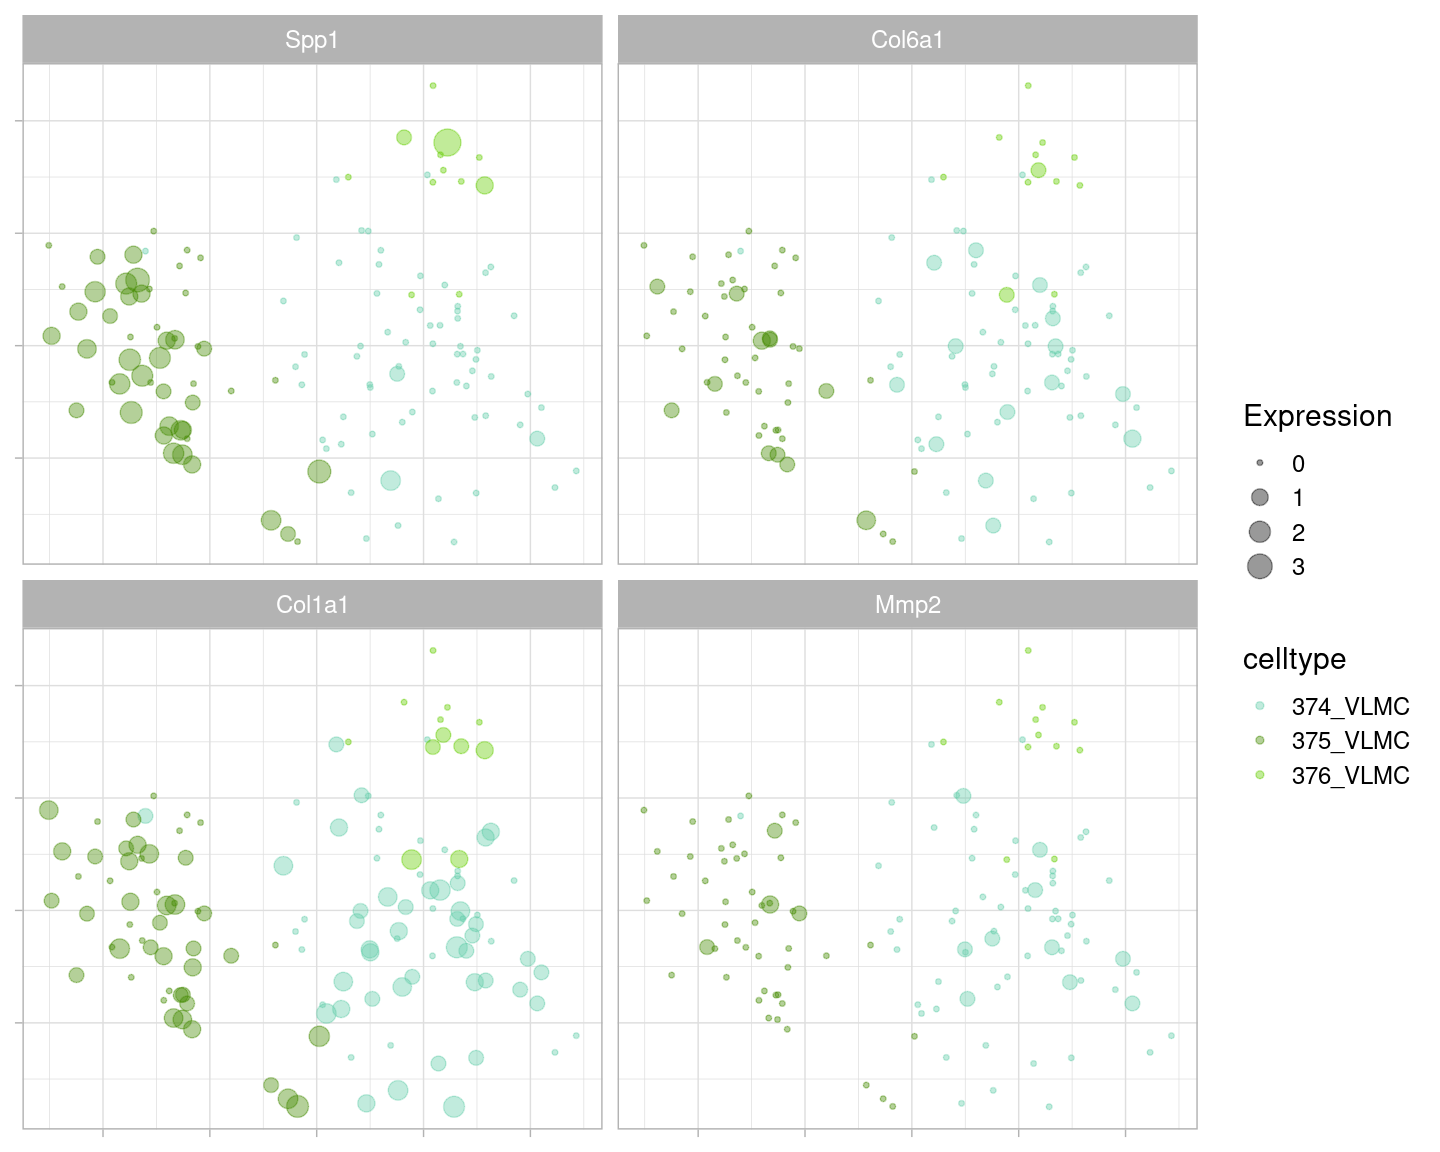 Spp1
Col6a1
Col1a1
Mmp2
Expression
0
1
2
3
celltype
374_VLMC
375_VLMC
376_VLMC